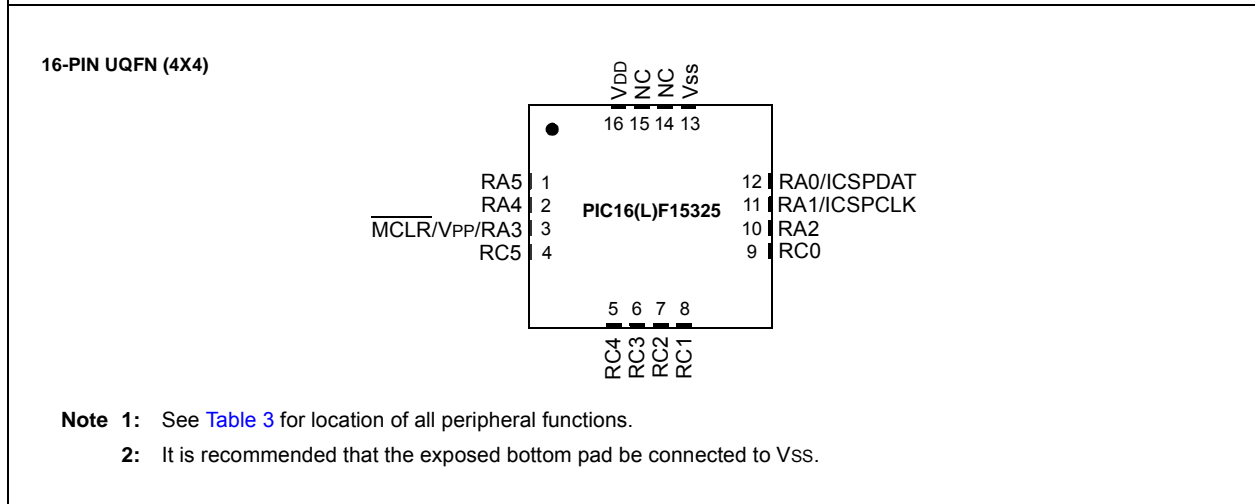 16-PIN UQFN (4X4)
VDD NC NC Vss
16 15 14 13
RA5 1
RA4 2
MCLR/VPP/RA3 3
RC5 4
PIC16(L)F15325
12 RA0/ICSPDAT
11 RA1/ICSPCLK
10 RA2
9 RC0
5 6 7 8
RC4 RC3 RC2 RC1
Note 1: See Table 3 for location of all peripheral functions.
2: It is recommended that the exposed bottom pad be connected to VSS.